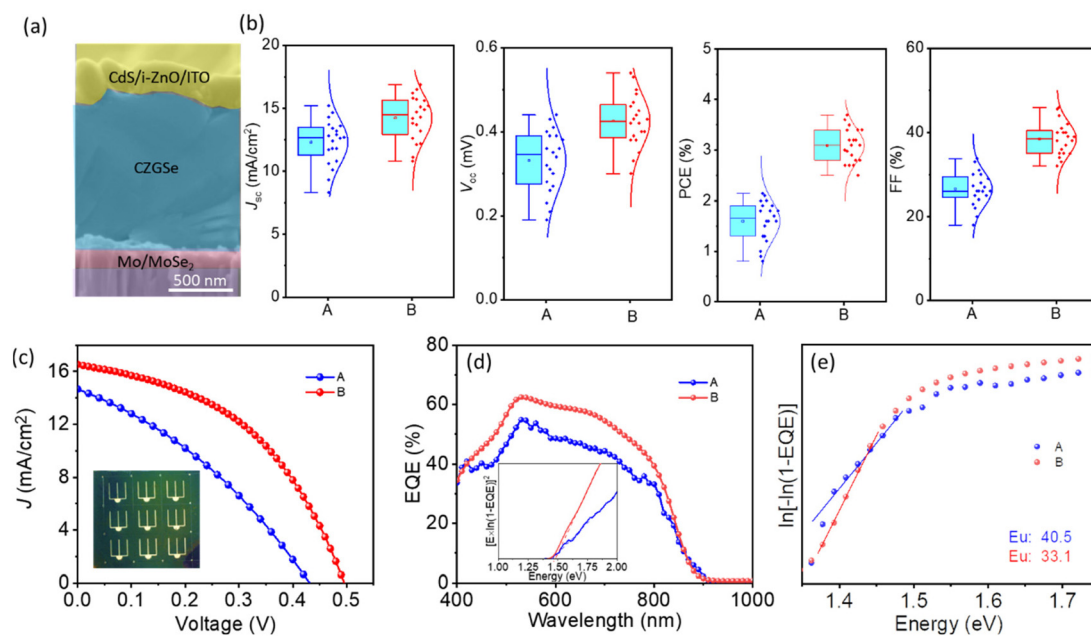 (a)
CdS/i-ZnO/ITO
CZGSe
Mo/MoSe2
500 nm
(b)
20
15
10
5
0
Jsc (mA/cm2)
A
B
0.6
0.4
0.2
0.0
Voc (mV)
A
B
5
4
3
2
1
0
PCE (%)
A
B
60
40
20
0
FF (%)
A
B
(c)
16
12
8
4
0
J (mA/cm2)
A
B
0.0 0.1 0.2 0.3 0.4 0.5
Voltage (V)
(d)
80
60
40
20
0
EQE (%)
A
B
[E×ln(1-EQE)]2
1.00 1.25 1.50 1.75 2.00
Energy (eV)
400 500 600 700 800 900 1000
Wavelength (nm)
(e)
ln[-ln(1-EQE)]
A
B
Eu: 40.5
Eu: 33.1
1.4 1.5 1.6 1.7
Energy (eV)